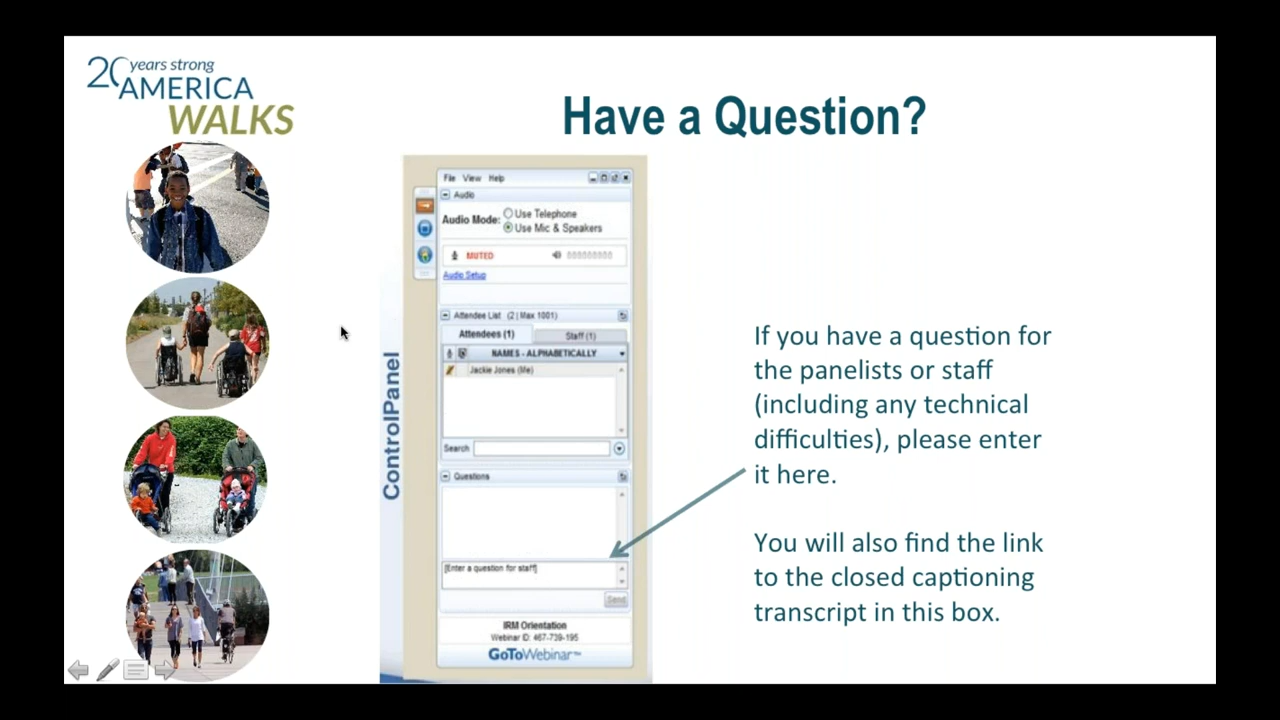 20 years strong
AMERICA
WALKS
Have a Question?
ControlPanel
File View Help
Audio
Audio Mode:
Use Telephone
Use Mic & Speakers
MUTED
Audio Setup
Attendee List (2 | Max 1001)
Attendees (1)
Staff (1)
NAMES - ALPHABETICALLY
Jackie Jones (Me)
Search
Questions
[Enter a question for staff]
Send
IRM Orientation
Webinar ID: 467-739-195
GoToWebinar™
If you have a question for
the panelists or staff
(including any technical
difficulties), please enter
it here.
You will also find the link
to the closed captioning
transcript in this box.